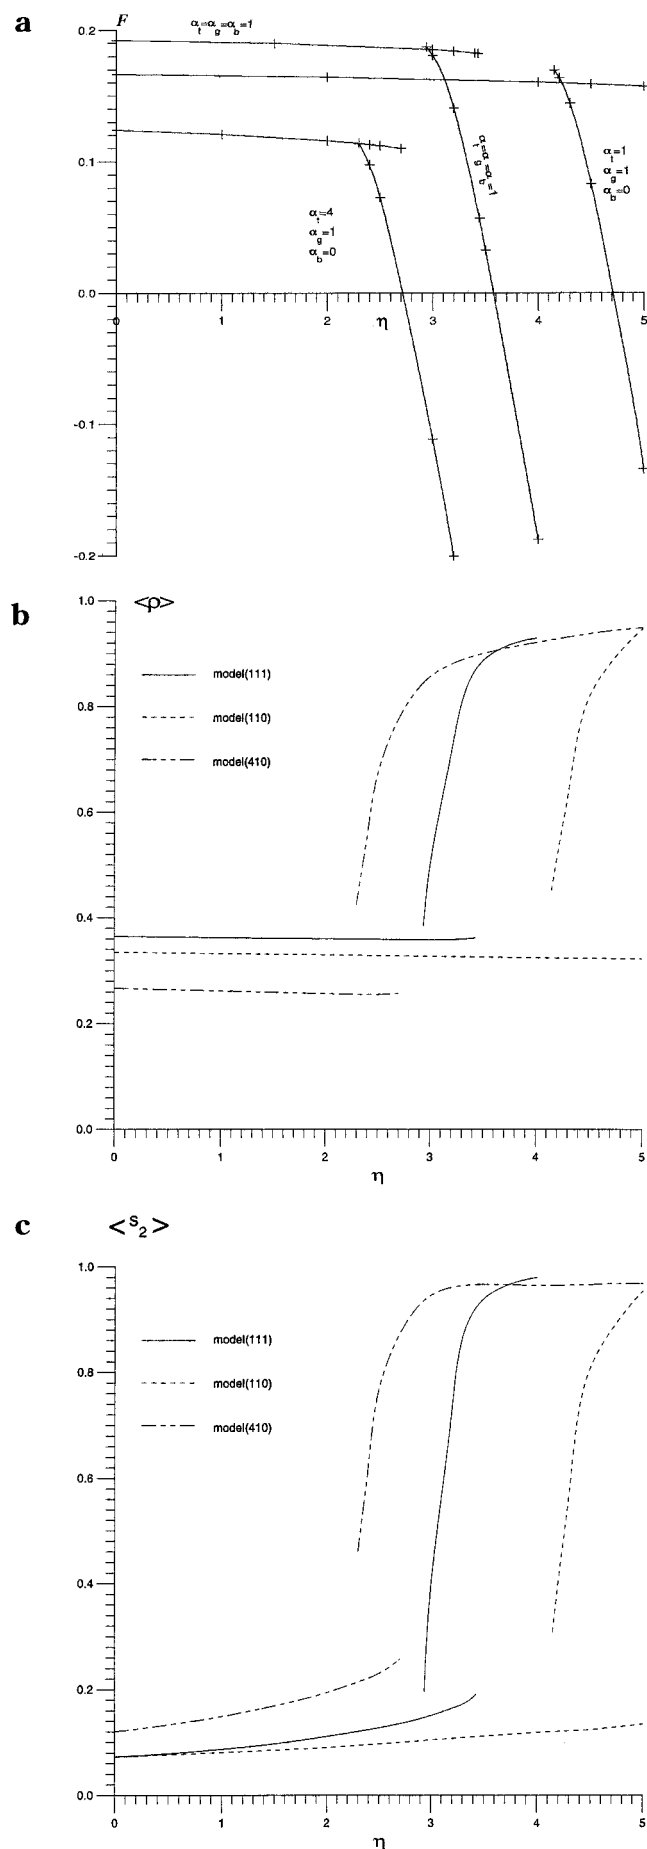 a
F
α_t=α_g=α_b=1
0.2
0.1
α_t=4
α_g=1
α_b=0
α_t=α_g=α_b=1
α_t=1
α_g=1
α_b=0
0.0
0 1 2 η 3 4 5
-0.1
-0.2
b
<ρ>
1.0
model(111)
0.8
model(110)
model(410)
0.6
0.4
0.2
0.0
0 1 2 3 4 5
η
c
<s_2>
1.0
model(111)
0.8
model(110)
model(410)
0.6
0.4
0.2
0.0
0 1 2 3 4 5
η